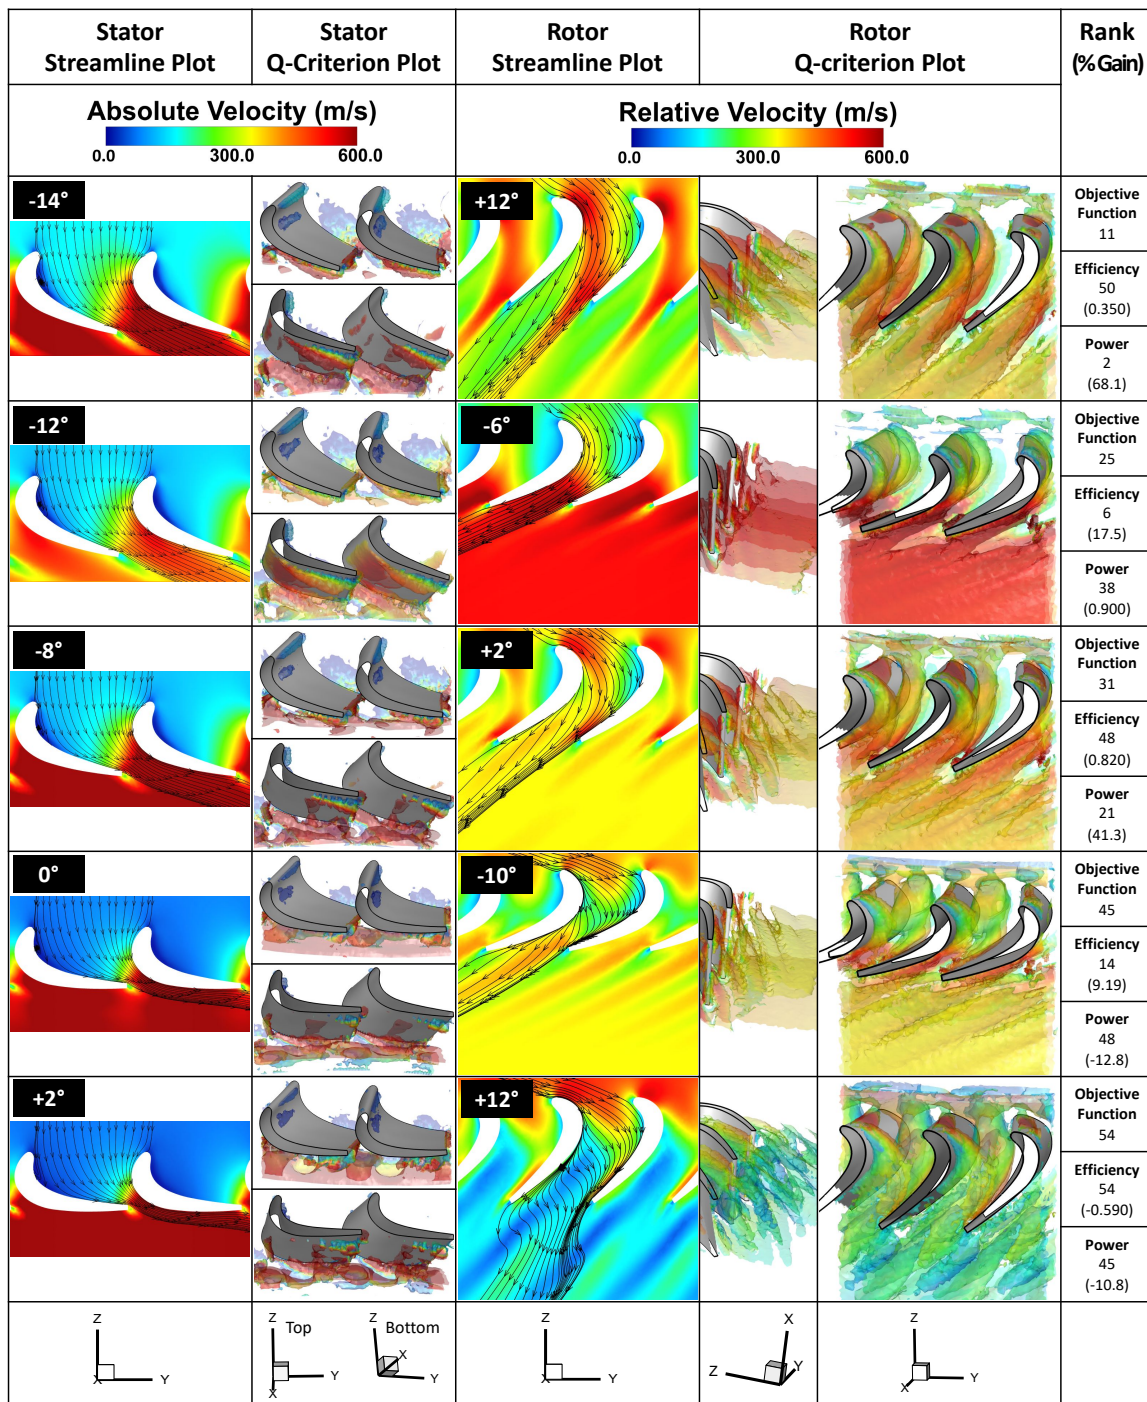 Stator
Streamline Plot
Stator
Q-Criterion Plot
Rotor
Streamline Plot
Rotor
Q-criterion Plot
Rank
(% Gain)
Absolute Velocity (m/s)
0.0 300.0 600.0
Relative Velocity (m/s)
0.0 300.0 600.0
-14°
+12°
Objective
Function
11
Efficiency
50
(0.350)
Power
2
(68.1)
-12°
-6°
Objective
Function
25
Efficiency
6
(17.5)
Power
38
(0.900)
-8°
+2°
Objective
Function
31
Efficiency
48
(0.820)
Power
21
(41.3)
0°
-10°
Objective
Function
45
Efficiency
14
(9.19)
Power
48
(-12.8)
+2°
+12°
Objective
Function
54
Efficiency
54
(-0.590)
Power
45
(-10.8)
Z
X Y
Z Top
Y
X
Z Bottom
X
Y
Z
X Y
X
Z Y
Z
X Y